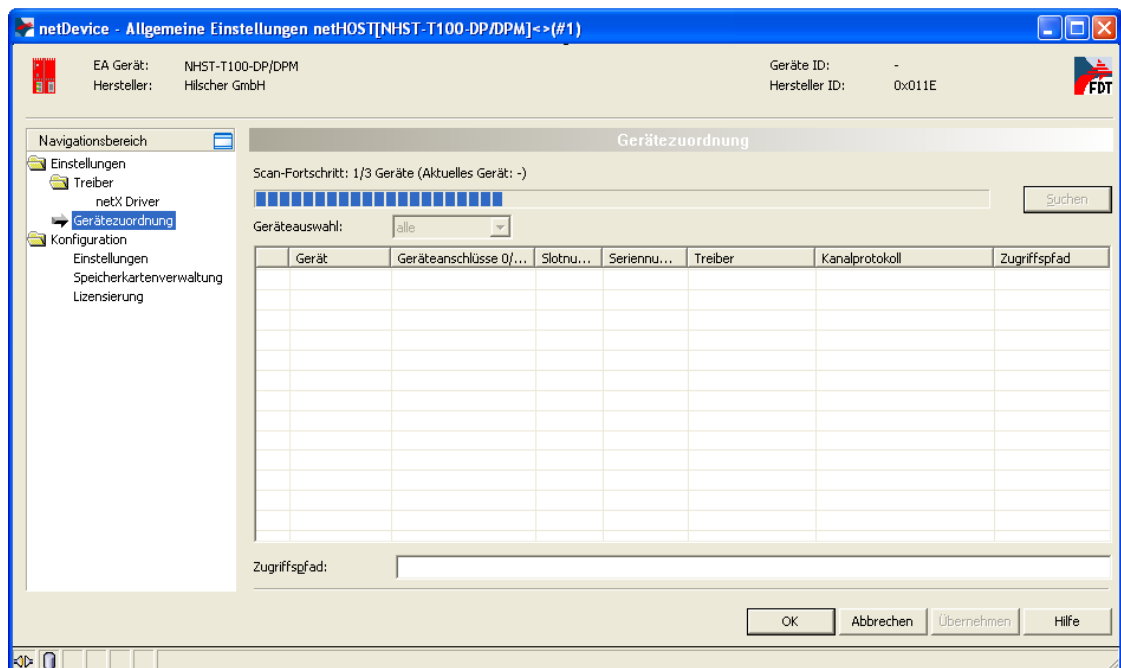 netDevice - Allgemeine Einstellungen netHOST[NHST-T100-DP/DPM]<>(#1)
EA Gerät: NHST-T100-DP/DPM Geräte ID: -
Hersteller: Hilscher GmbH Hersteller ID: 0x011E
FDT
Navigationsbereich
Einstellungen
Treiber
netX Driver
Gerätezuordnung
Konfiguration
Einstellungen
Speicherkartenverwaltung
Lizensierung
Gerätezuordnung
Scan-Fortschritt: 1/3 Geräte (Aktuelles Gerät: -)
Suchen
Geräteauswahl: alle
Gerät Geräteanschlüsse 0/... Slotnu... Seriennu... Treiber Kanalprotokoll Zugriffspfad
Zugriffspfad:
OK Abbrechen Übernehmen Hilfe